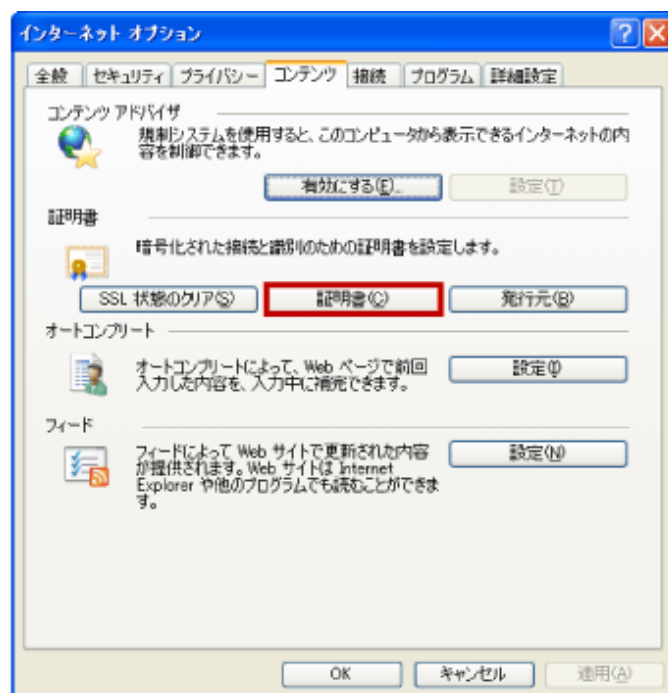 インターネット オプション
全般 セキュリティ プライバシー コンテンツ 接続 プログラム 詳細設定
コンテンツ アドバイザ
規制システムを使用すると、このコンピュータから表示できるインターネットの内
容を制御できます。
有効にする(E)... 設定(T)
証明書
暗号化された接続と識別のための証明書を設定します。
SSL 状態のクリア(S) 証明書(C) 発行元(B)
オートコンプリート
オートコンプリートによって、Web ページで前回
入力した内容を、入力中に補完できます。
設定(I)
フィード
フィードによって Web サイトで更新された内容
が提供されます。Web サイトは Internet
Explorer や他のプログラムでも読むことができま
す。
設定(N)
OK キャンセル 適用(A)